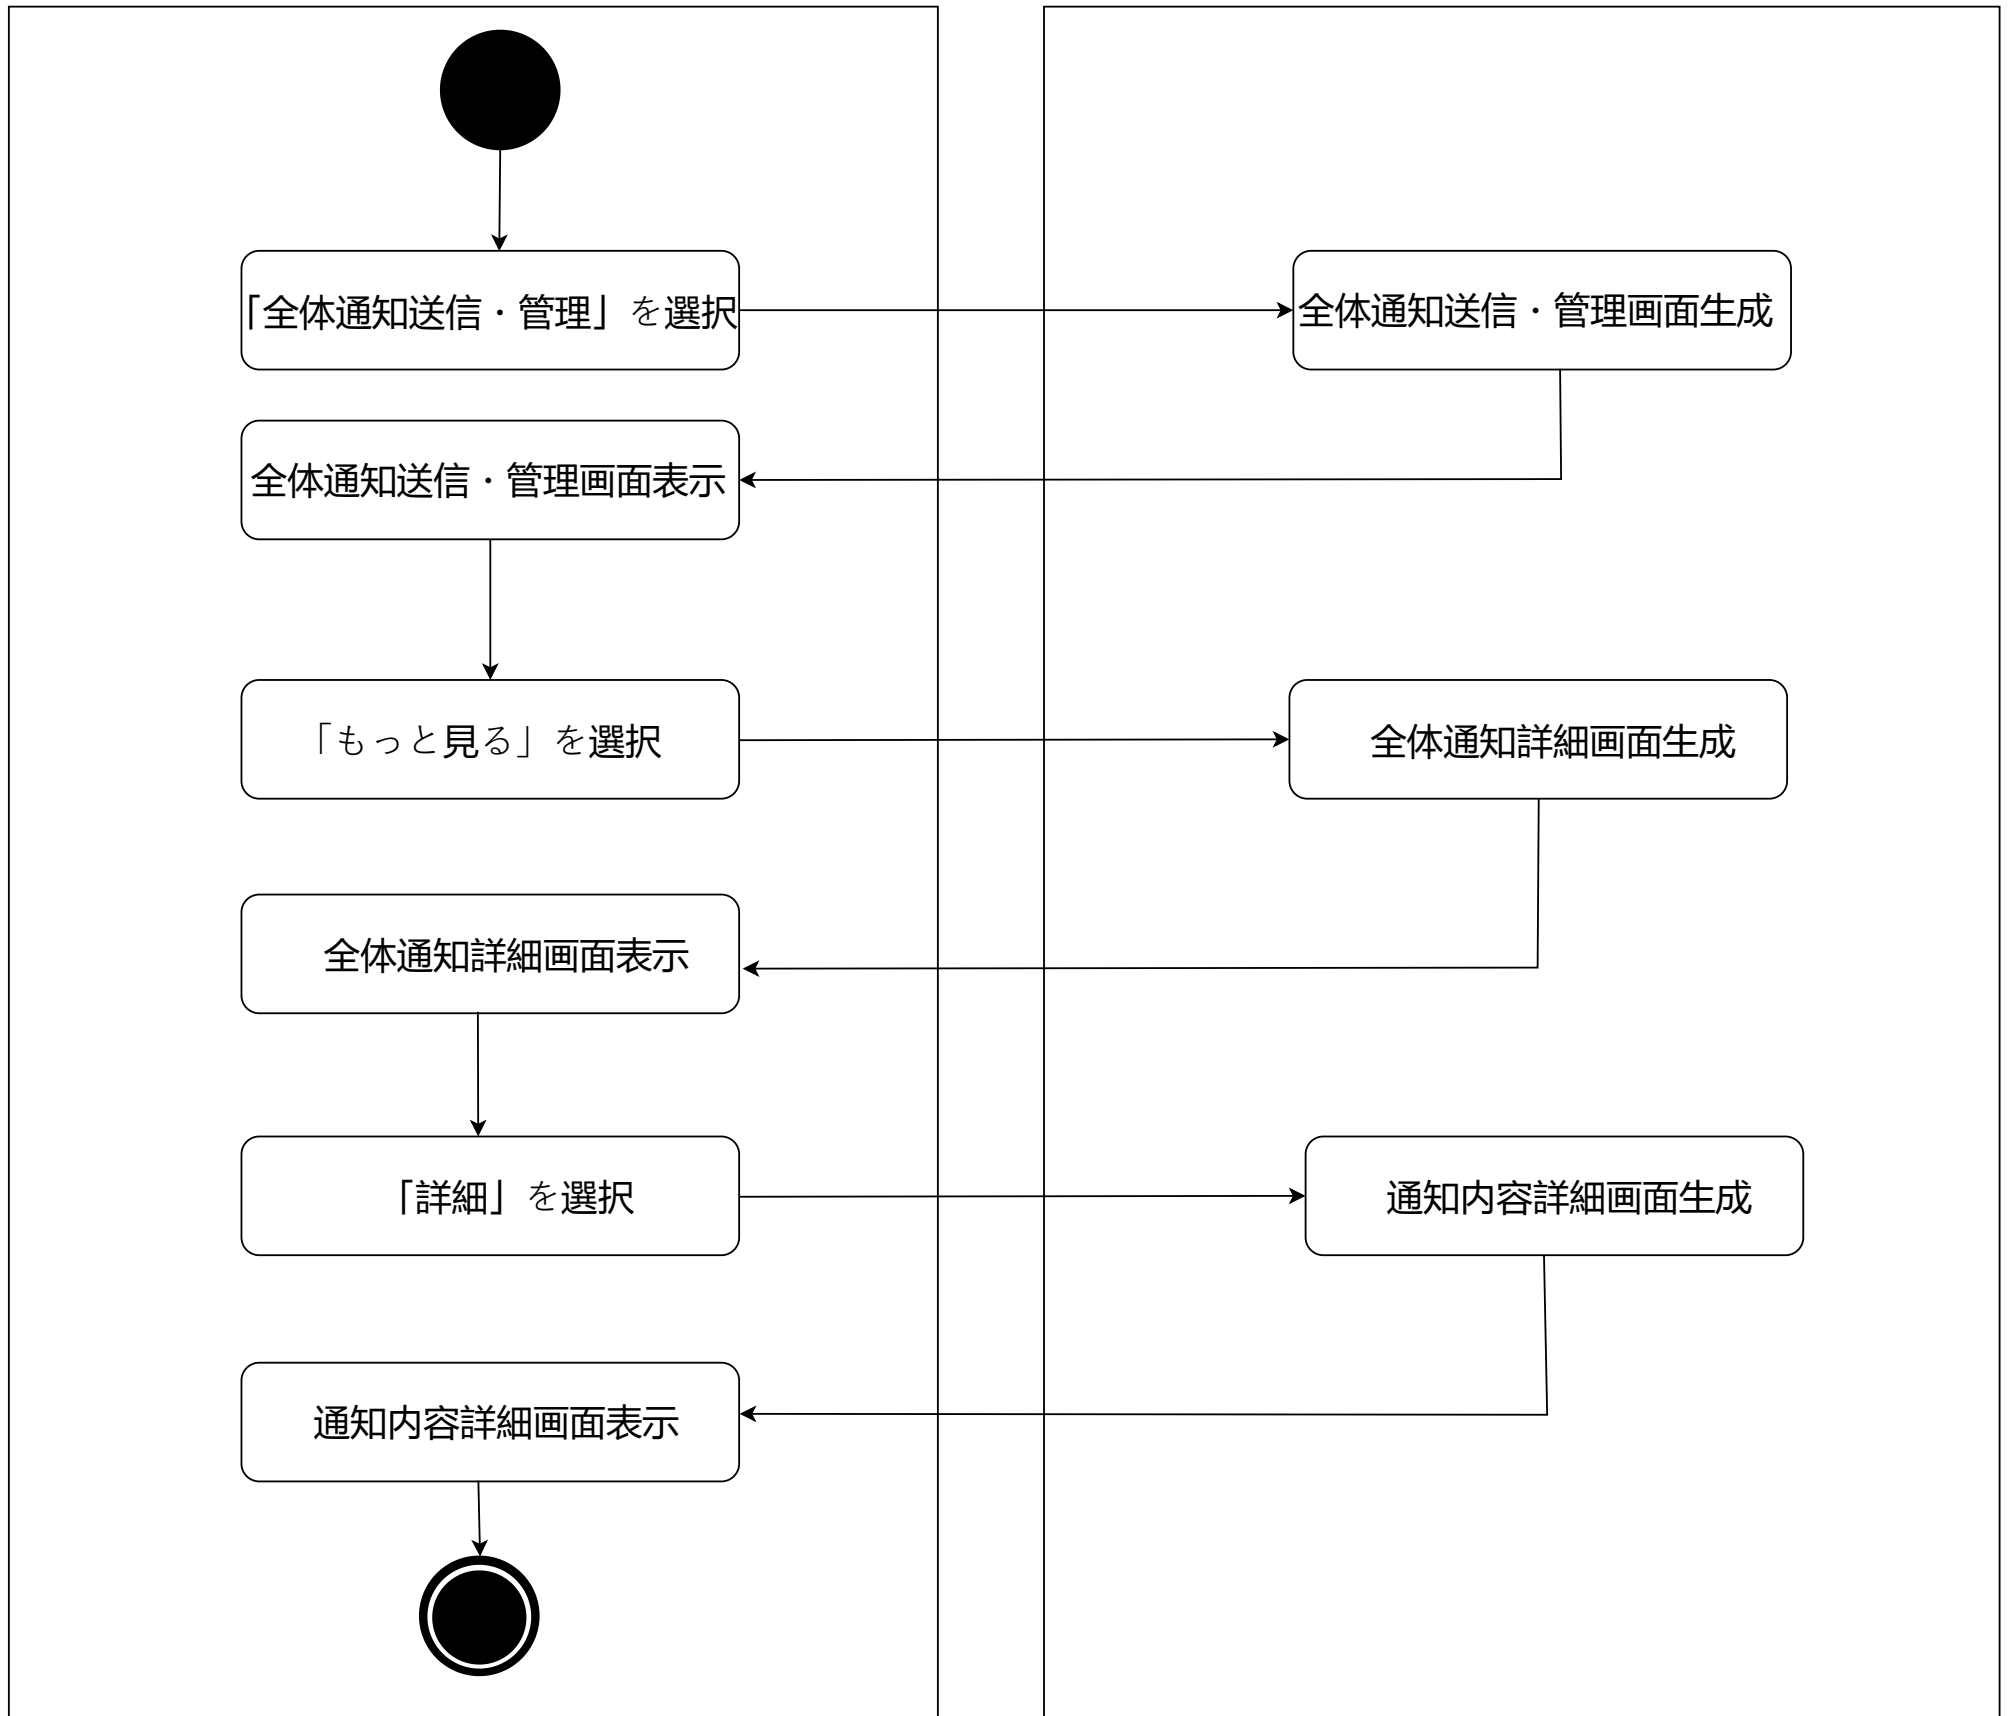 「全体通知送信・管理」を選択
全体通知送信・管理画面生成
全体通知送信・管理画面表示
「もっと見る」を選択
全体通知詳細画面生成
全体通知詳細画面表示
「詳細」を選択
通知内容詳細画面生成
通知内容詳細画面表示